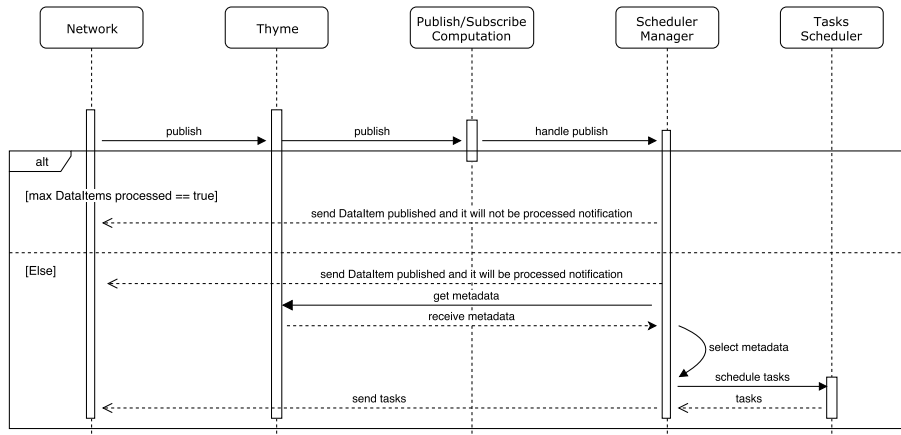 Network
Thyme
Publish/Subscribe
Computation
Scheduler
Manager
Tasks
Scheduler
publish
publish
handle publish
alt
[max DataItems processed == true]
send DataItem published and it will not be processed notification
[Else]
send DataItem published and it will be processed notification
get metadata
receive metadata
select metadata
schedule tasks
send tasks
tasks